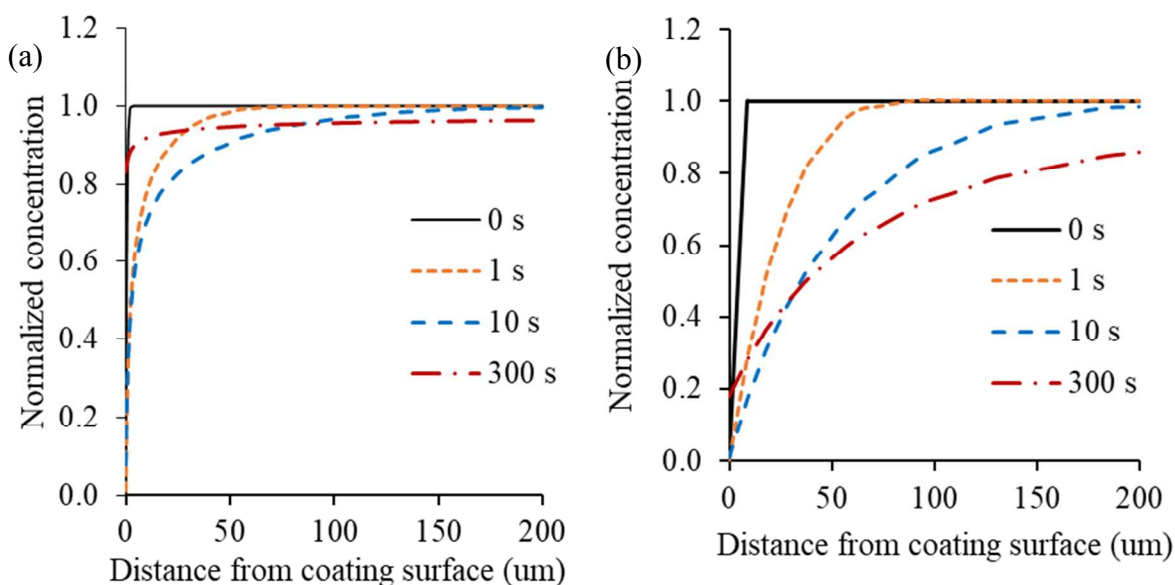 (a)
Normalized concentration
1.2
1.0
0.8
0.6
0.4
0.2
0.0
0 s
1 s
10 s
300 s
0 50 100 150 200
Distance from coating surface (um)
(b)
Normalized concentration
1.2
1.0
0.8
0.6
0.4
0.2
0.0
0 s
1 s
10 s
300 s
0 50 100 150 200
Distance from coating surface (um)